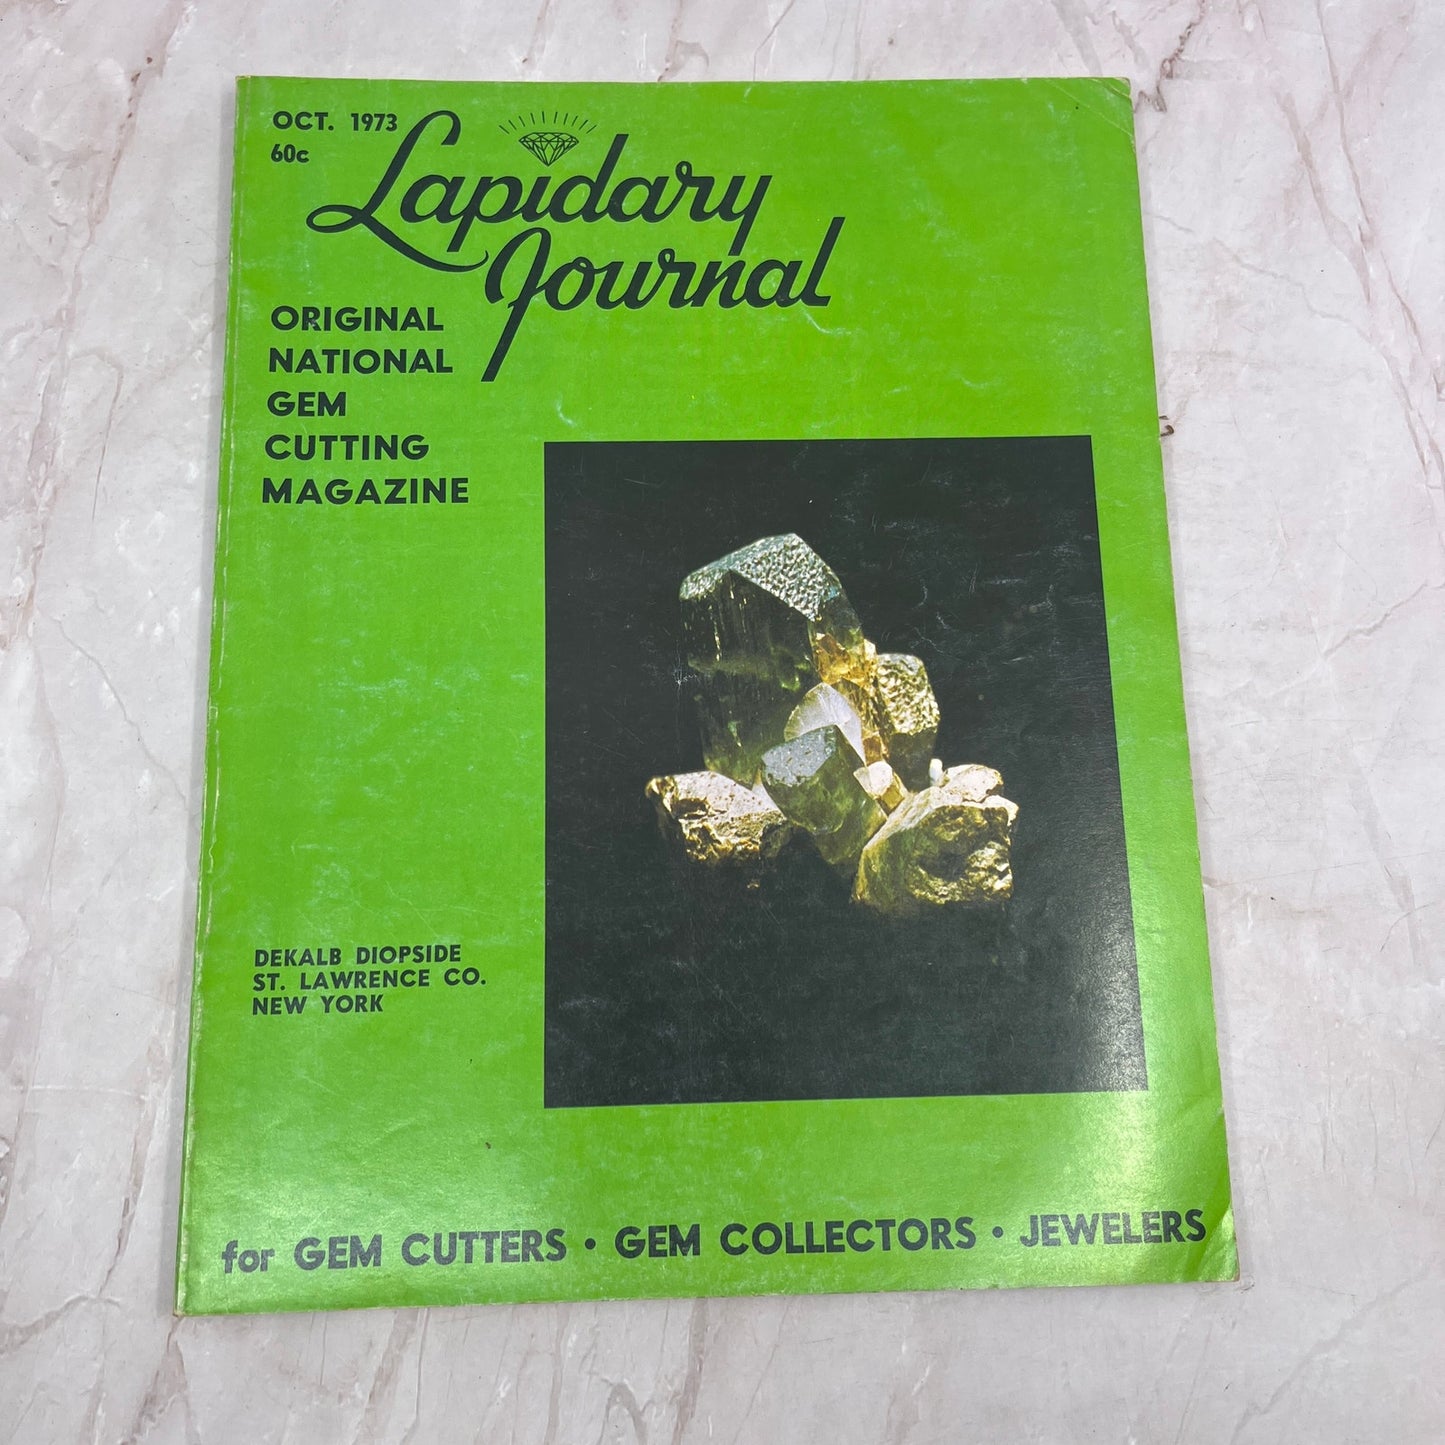 OCT. 1973
60c
Lapidary
Journal
ORIGINAL
NATIONAL
GEM
CUTTING
MAGAZINE
DEKALB DIOPSIDE
ST. LAWRENCE CO.
NEW YORK
for GEM CUTTERS • GEM COLLECTORS • JEWELERS